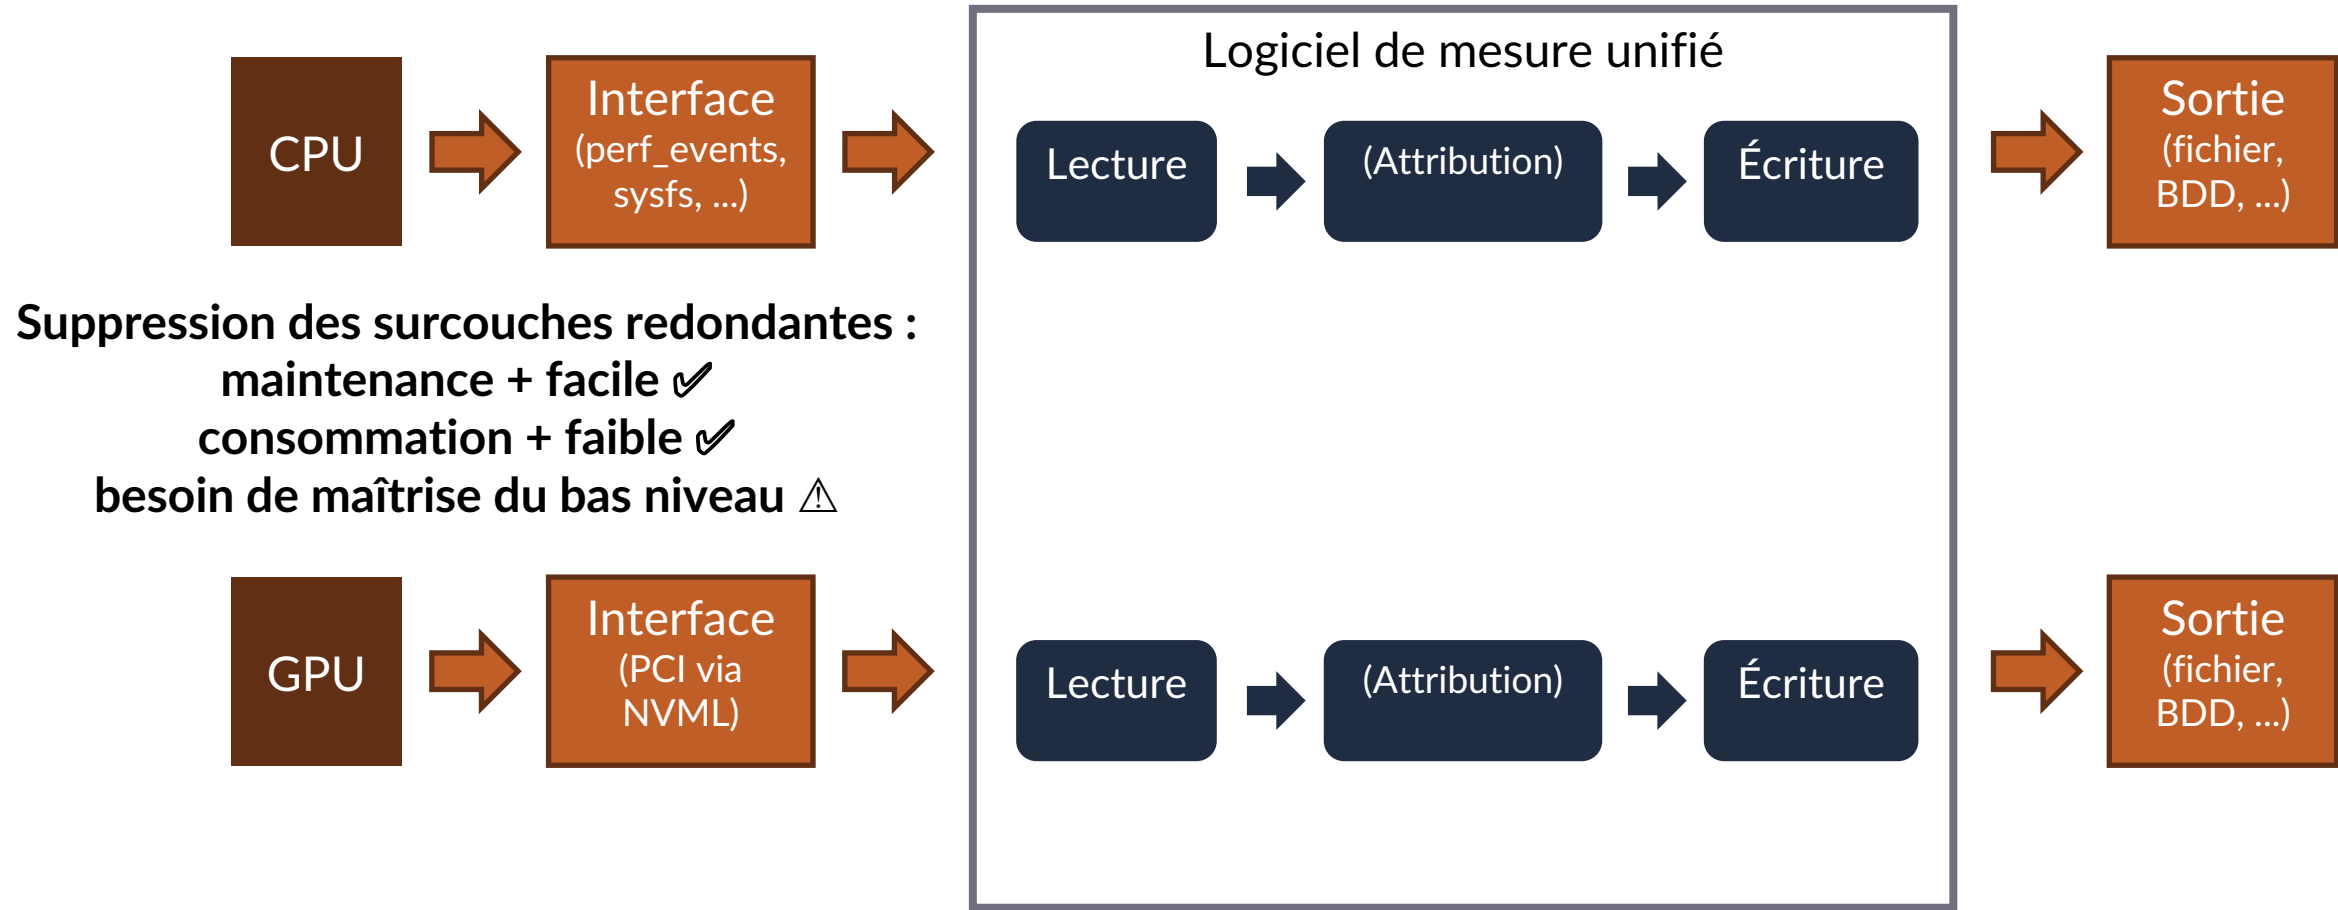 Logiciel de mesure unifié
CPU
Interface
(perf_events,
sysfs, ...)
Lecture
(Attribution)
Écriture
Sortie
(fichier,
BDD, ...)
Suppression des surcouches redondantes :
maintenance + facile ✅
consommation + faible ✅
besoin de maîtrise du bas niveau ⚠
GPU
Interface
(PCI via
NVML)
Lecture
(Attribution)
Écriture
Sortie
(fichier,
BDD, ...)